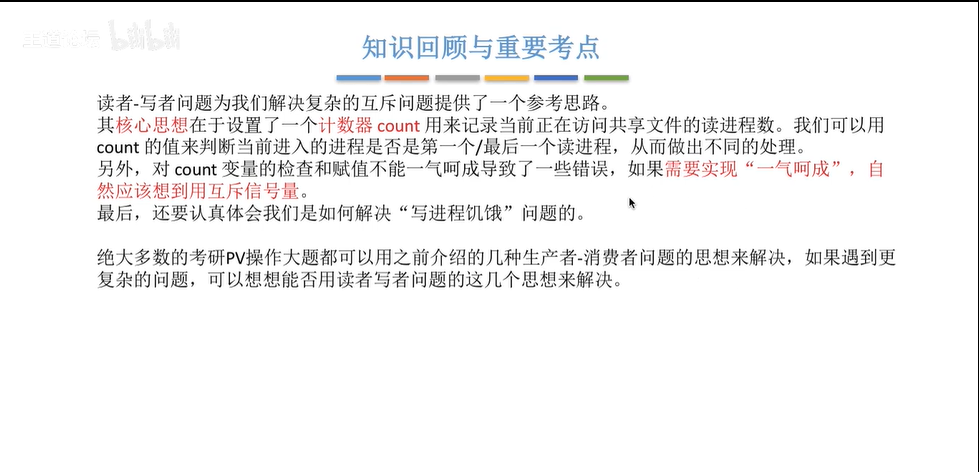 bilibili
知识回顾与重要考点
读者-写者问题为我们解决复杂的互斥问题提供了一个参考思路。
其核心思想在于设置了一个计数器 count 用来记录当前正在访问共享文件的读进程数。我们可以用
count 的值来判断当前进入的进程是否是第一个/最后一个读进程，从而做出不同的处理。
另外，对 count 变量的检查和赋值不能一气呵成导致了一些错误，如果需要实现“一气呵成”，自
然应该想到用互斥信号量。
最后，还要认真体会我们是如何解决“写进程饥饿”问题的。
绝大多数的考研PV操作大题都可以用之前介绍的几种生产者-消费者问题的思想来解决，如果遇到更
复杂的问题，可以想想能否用读者写者问题的这几个思想来解决。